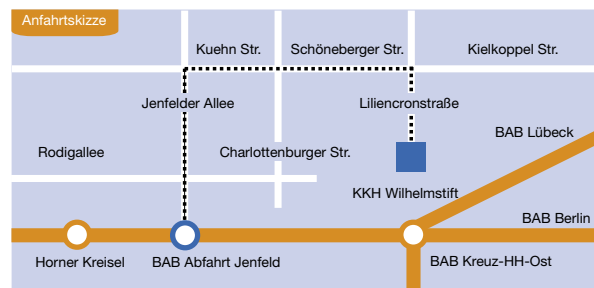 Anfahrtskizze
Kuehn Str.
Schöneberger Str.
Kielkoppel Str.
Jenfelder Allee
Liliencronstraße
BAB Lübeck
Rodigallee
Charlottenburger Str.
KKH Wilhelmstift
BAB Berlin
Horner Kreisel
BAB Abfahrt Jenfeld
BAB Kreuz-HH-Ost